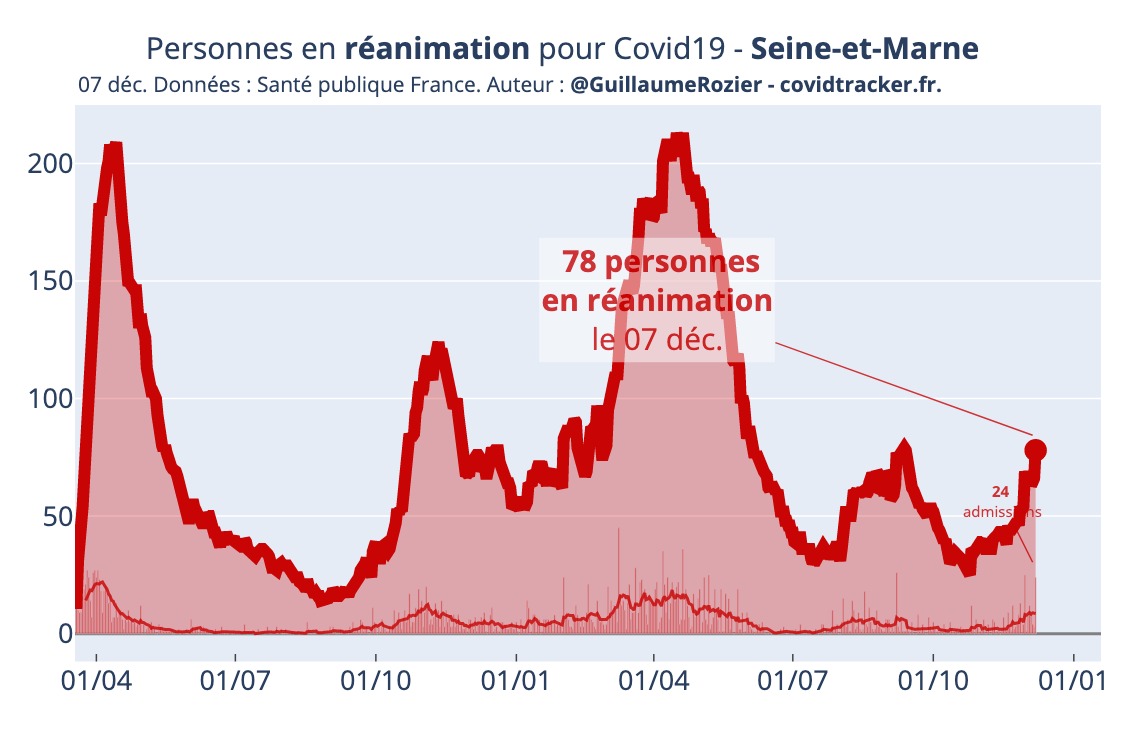 Personnes en réanimation pour Covid19 - Seine-et-Marne
07 déc. Données : Santé publique France. Auteur : @GuillaumeRozier - covidtracker.fr.
200
150
100
50
0
78 personnes
en réanimation
le 07 déc.
24
admissions
01/04
01/07
01/10
01/01
01/04
01/07
01/10
01/01